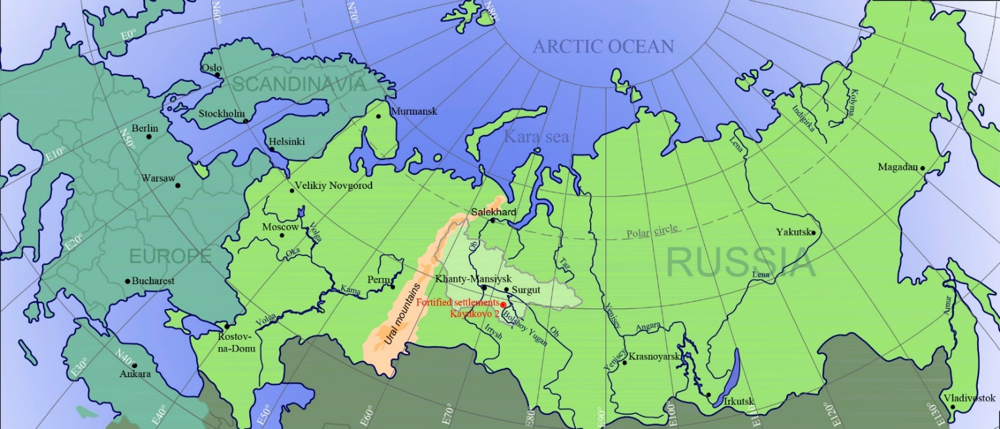 N60°
N70°
N80°
E0°
ARCTIC OCEAN
Oslo
SCANDINAVIA
Kolyma
Indigirka
Murmansk
Stockholm
Berlin
Kara sea
N50°
Helsinki
Lena
E10°
Magadan
Warsaw
Velikiy Novgorod
Salekhard
Moscow
Volga
Polar circle
Yakutsk
E20°
Ob
Oka
EUROPE
RUSSIA
Taz
Bucharest
Perm
Khanty-Mansiysk
Lena
Kama
Surgut
Fortified settlements
Kayukovo 2
Ural mountains
Amur
Volga
Yenisey
Bolshoy Yugan
Angara
Rostov-
na-Donu
Irtysh
Ob
N40°
E30°
Ankara
Yenisey
Krasnoyarsk
Irkutsk
Vladivostok
E40°
E50°
E60°
E70°
E80°
E90°
E100°
E110°
E120°
E130°